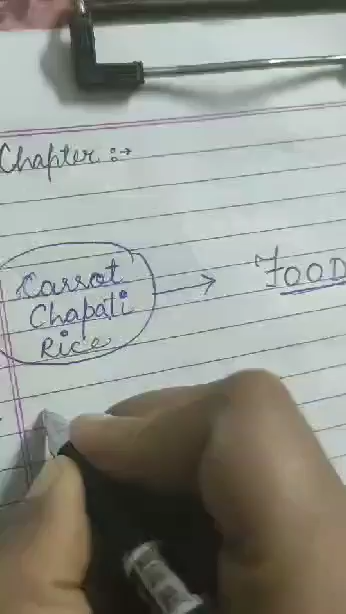 Chapter :→
Carrot
Chapati
Rice
→ FOOD